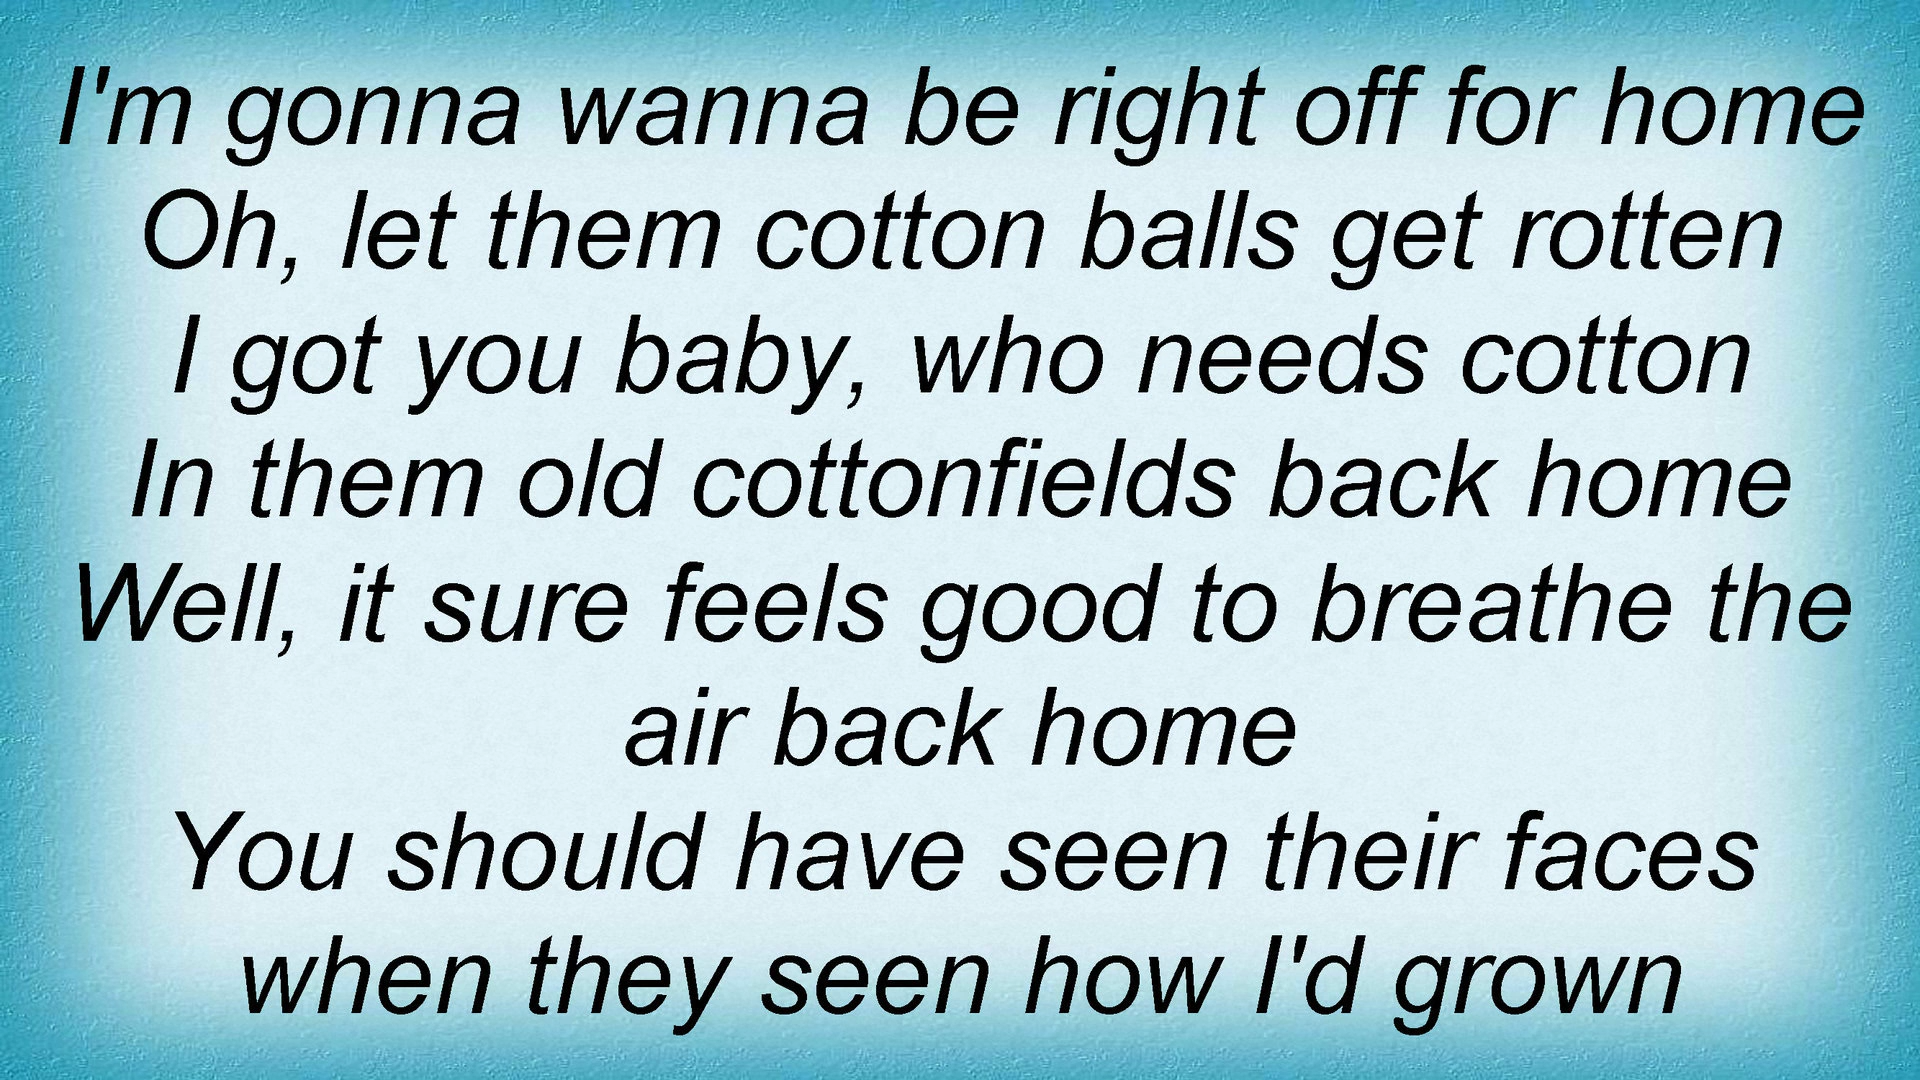 I'm gonna wanna be right off for home
Oh, let them cotton balls get rotten
I got you baby, who needs cotton
In them old cottonfields back home
Well, it sure feels good to breathe the
air back home
You should have seen their faces
when they seen how I'd grown